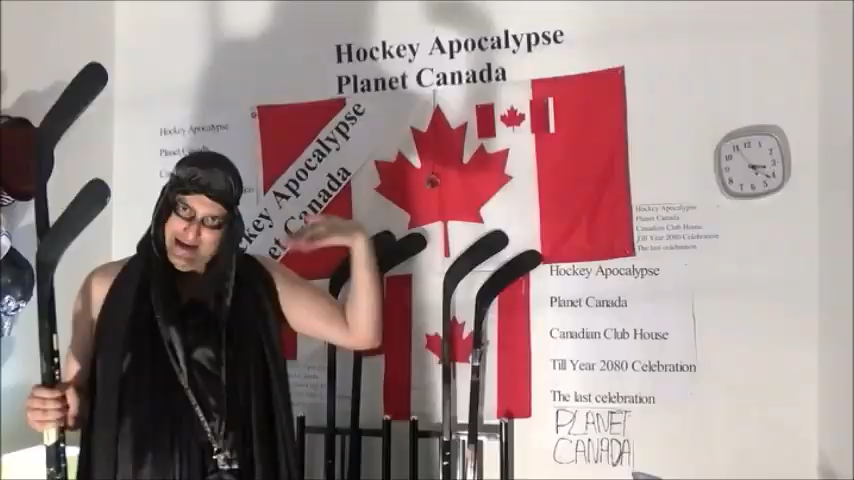 Hockey Apocalypse
Planet Canada
Hockey Apocalypse
Planet
key Apocalypse
et Canada
Hockey Apocalypse
Planet Canada
Canadian Club House
Till Year 2080 Celebration
The last celebration
Hockey Apocalypse
Planet Canada
Canadian Club House
Till Year 2080 Celebration
The last celebration
PLANET
CANADA